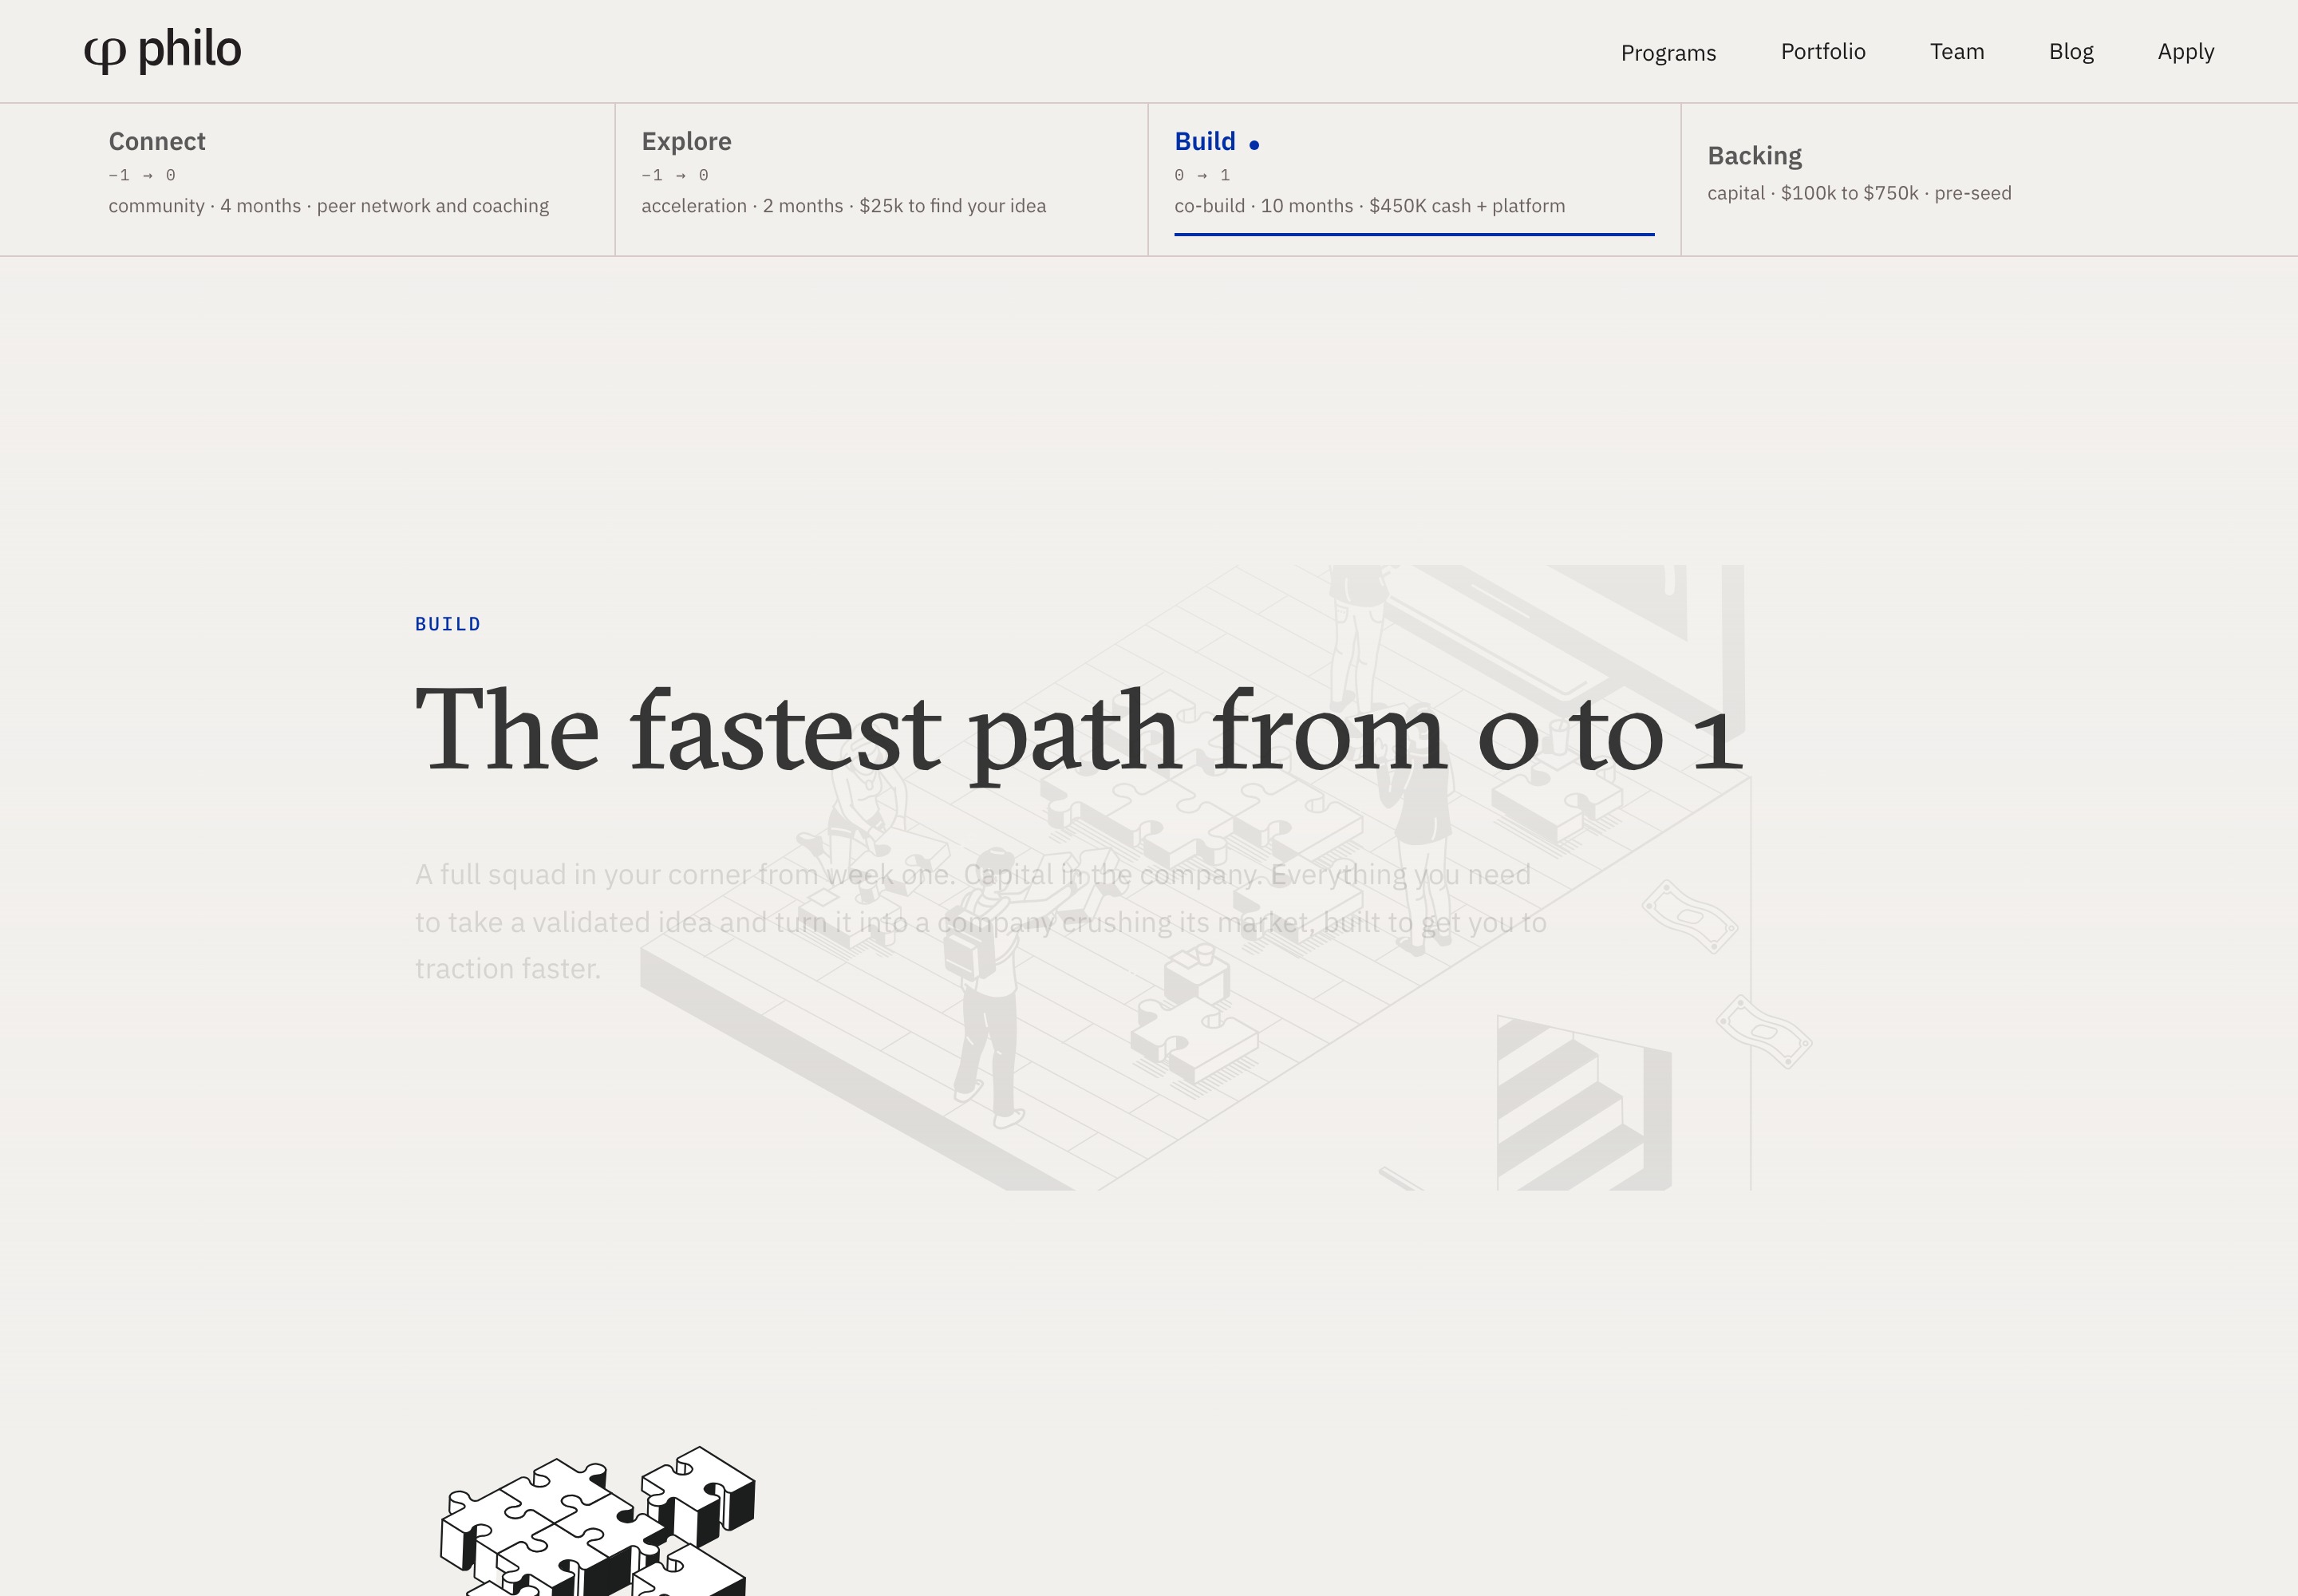 φ philo
Programs
Portfolio
Team
Blog
Apply
Connect
−1 → 0
community · 4 months · peer network and coaching
Explore
−1 → 0
acceleration · 2 months · $25k to find your idea
Build
0 → 1
co-build · 10 months · $450K cash + platform
Backing
capital · $100k to $750k · pre-seed
BUILD
The fastest path from 0 to 1
A full squad in your corner from week one. Capital in the company. Everything you need
to take a validated idea and turn it into a company crushing its market, built to get you to
traction faster.